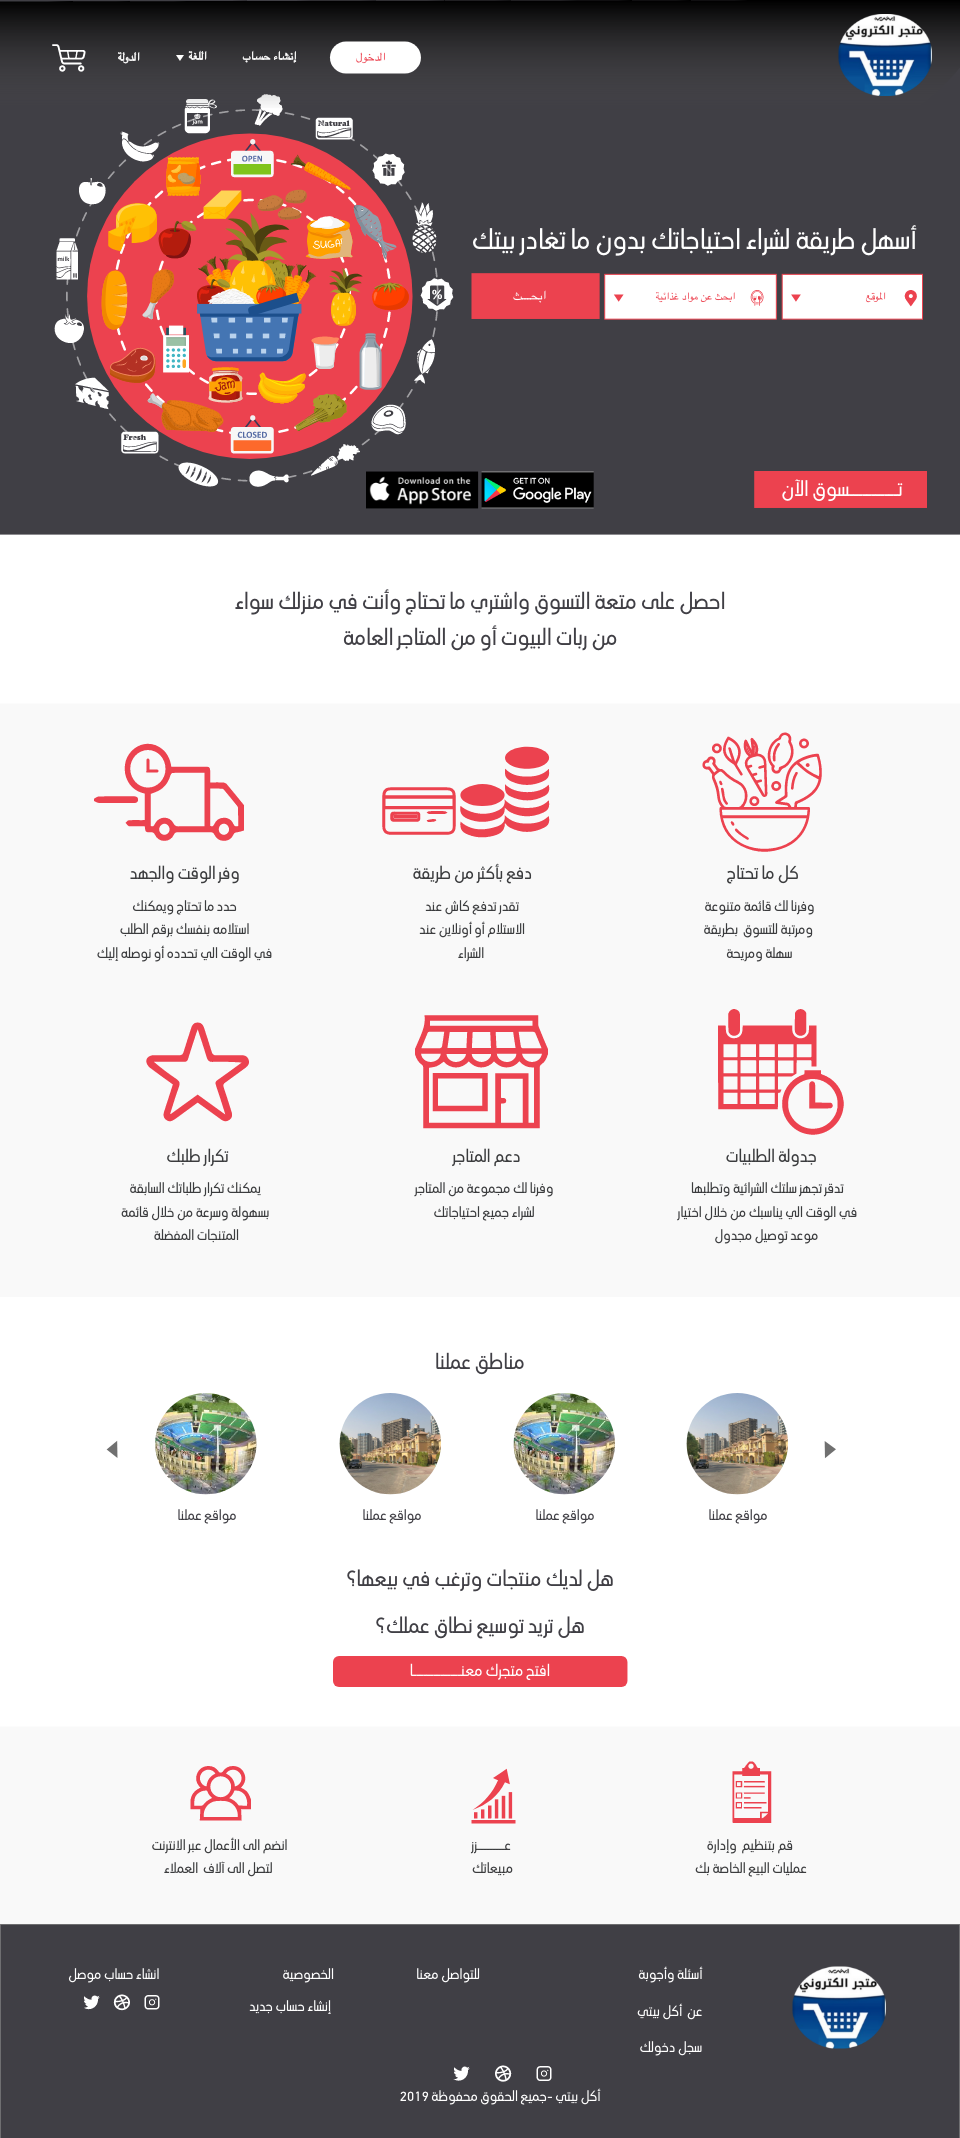 متجر الكتروني
الدخول
إنشاء حساب
اللغة
الدولة
Jam
Natural
OPEN
SUGAR
milk
%
Jam
CLOSED
Fresh
أسهل طريقة لشراء احتياجاتك بدون ما تغادر بيتك
الموقع
ابحث عن مواد غذائية
ابحـــث
Download on the
App Store
GET IT ON
Google Play
تـــــــــسوق الآن
احصل على متعة التسوق واشتري ما تحتاج وأنت في منزلك سواء
من ربات البيوت أو من المتاجر العامة
كل ما تحتاج
وفرنا لك قائمة متنوعة
ومرتبة للتسوق بطريقة
سهلة ومريحة
دفع بأكثر من طريقة
تقدر تدفع كاش عند
الاستلام أو أونلاين عند
الشراء
وفر الوقت والجهد
حدد ما تحتاج ويمكنك
استلامه بنفسك برقم الطلب
في الوقت الي تحدده أو نوصله إليك
جدولة الطلبيات
تدقر تجهز سلتك الشرائية وتطلبها
في الوقت الي يناسبك من خلال اختيار
موعد توصيل مجدول
دعم المتاجر
وفرنا لك مجموعة من المتاجر
لشراء جميع احتياجاتك
تكرار طلبك
يمكنك تكرار طلباتك السابقة
بسهولة وسرعة من خلال قائمة
المنتجات المفضلة
مناطق عملنا
مواقع عملنا
مواقع عملنا
مواقع عملنا
مواقع عملنا
هل لديك منتجات وترغب في بيعها؟
هل تريد توسيع نطاق عملك؟
افتح متجرك معنـــــــــــا
قم بتنظيم وإدارة
عمليات البيع الخاصة بك
عـــــــزز
مبيعاتك
انضم الى الأعمال عبر الانترنت
لتصل الى آلاف العملاء
متجر الكتروني
أسئلة وأجوبة
عن أكل بيتي
سجل دخولك
للتواصل معنا
الخصوصية
إنشاء حساب جديد
انشاء حساب موصل
أكل بيتي -جميع الحقوق محفوظة 2019